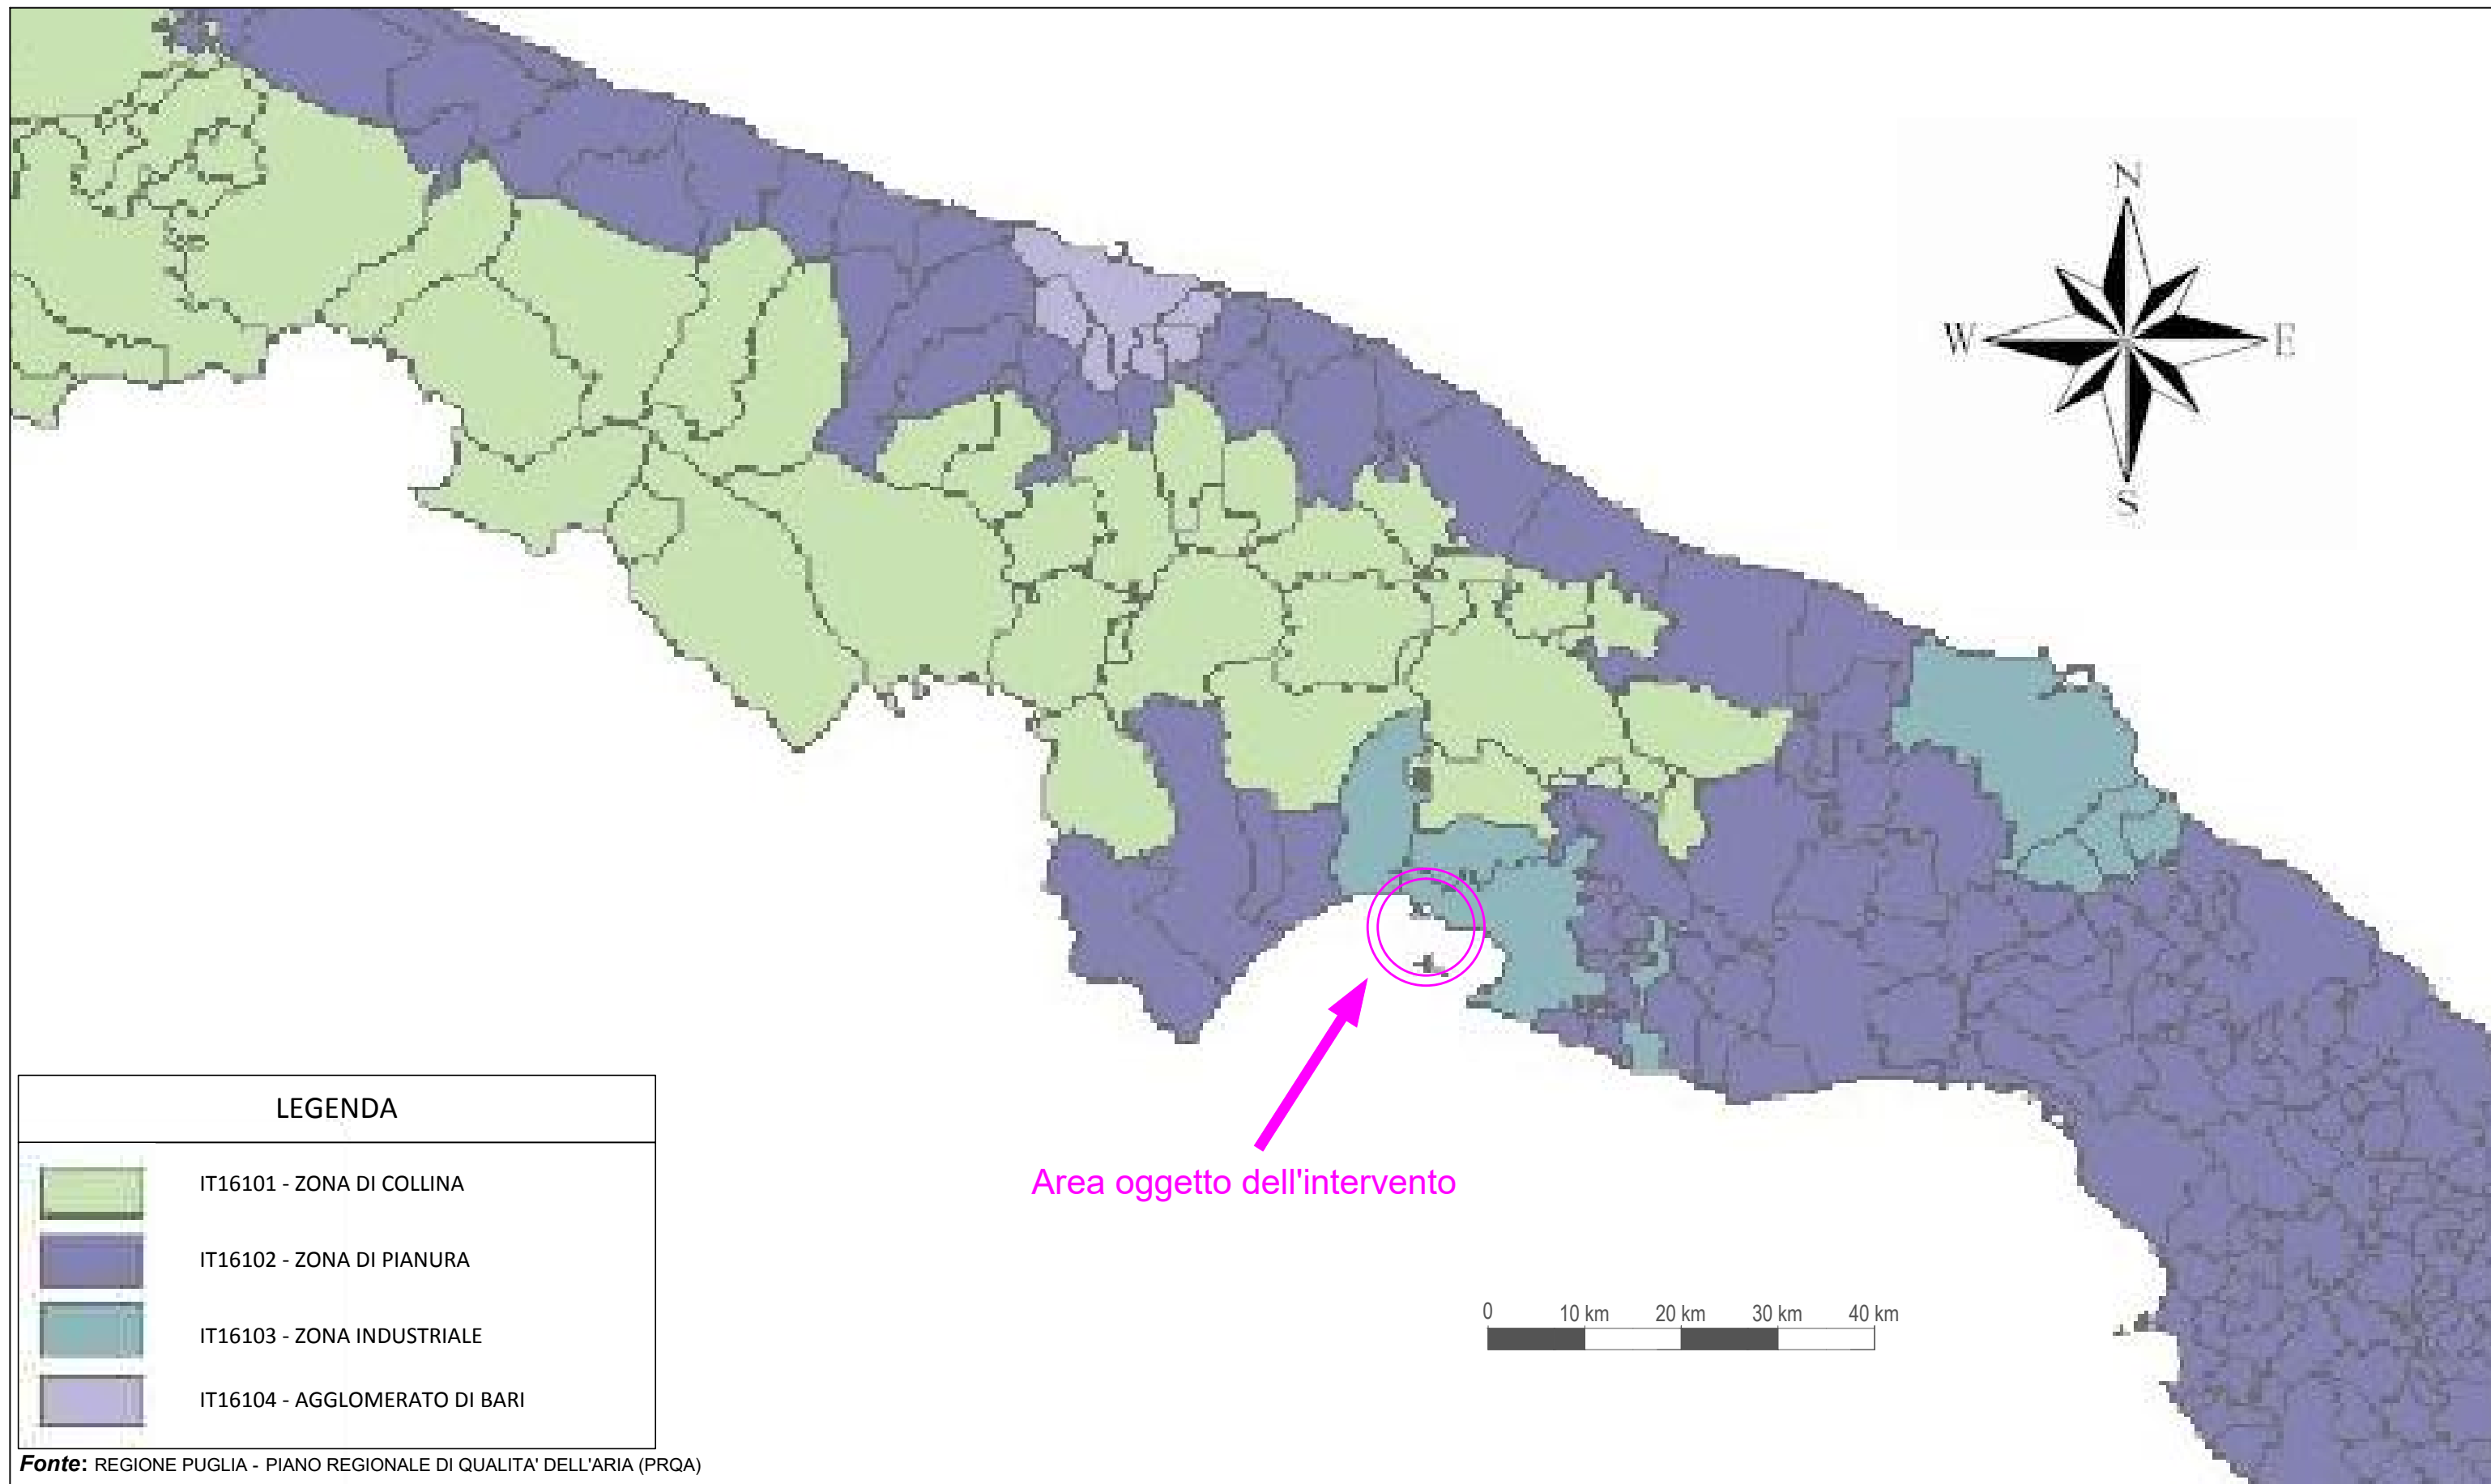 N
W
E
S
Area oggetto dell'intervento
LEGENDA
IT16101 - ZONA DI COLLINA
IT16102 - ZONA DI PIANURA
IT16103 - ZONA INDUSTRIALE
IT16104 - AGGLOMERATO DI BARI
0 10 km 20 km 30 km 40 km
Fonte: REGIONE PUGLIA - PIANO REGIONALE DI QUALITA' DELL'ARIA (PRQA)